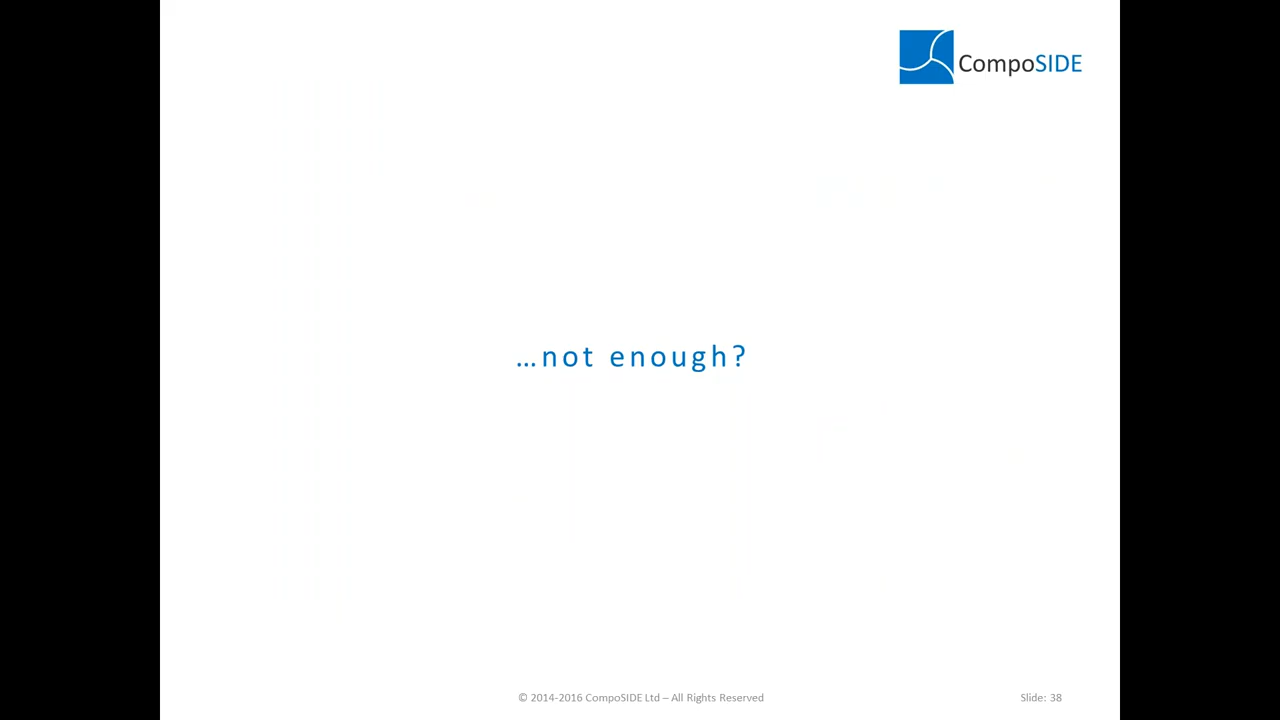 CompoSIDE
…not enough?
© 2014-2016 CompoSIDE Ltd – All Rights Reserved
Slide: 38